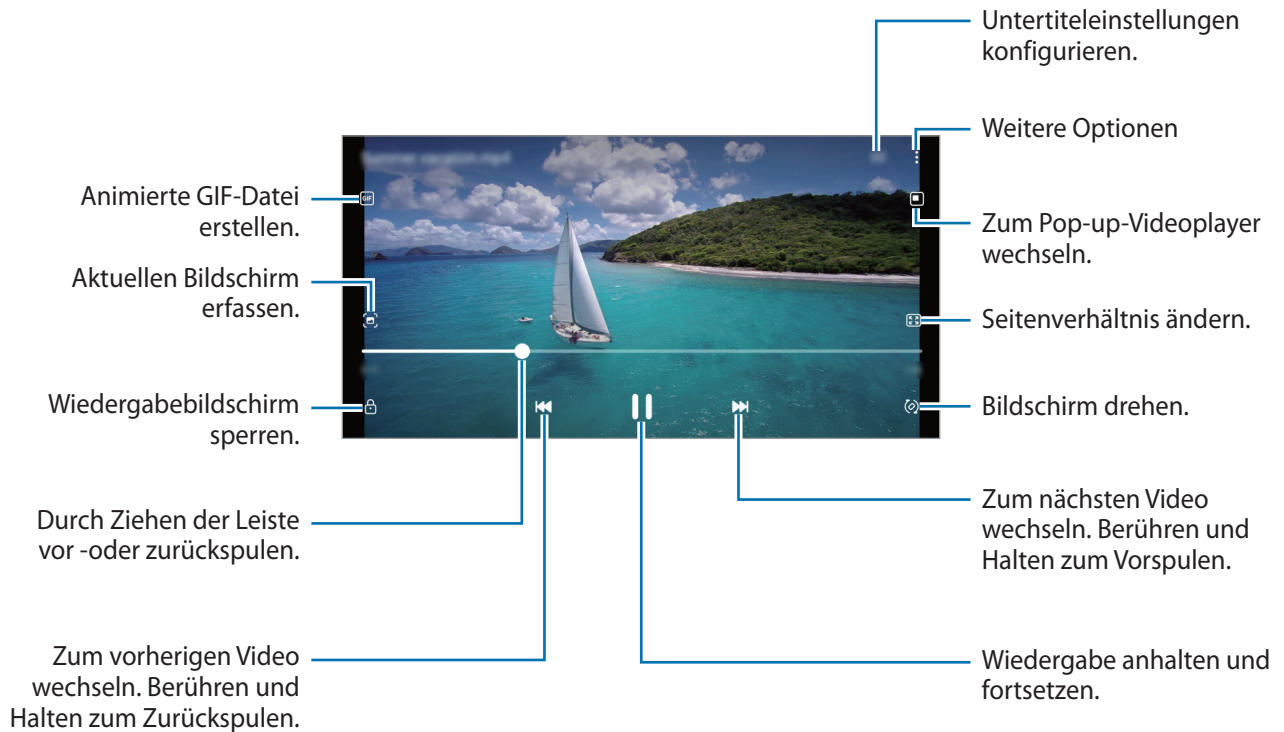 Untertiteleinstellungen
konfigurieren.
Weitere Optionen
Animierte GIF-Datei
erstellen.
GIF
Zum Pop-up-Videoplayer
wechseln.
Aktuellen Bildschirm
erfassen.
Seitenverhältnis ändern.
Wiedergabebildschirm
sperren.
Bildschirm drehen.
Durch Ziehen der Leiste
vor -oder zurückspulen.
Zum nächsten Video
wechseln. Berühren und
Halten zum Vorspulen.
Zum vorherigen Video
wechseln. Berühren und
Halten zum Zurückspulen.
Wiedergabe anhalten und
fortsetzen.